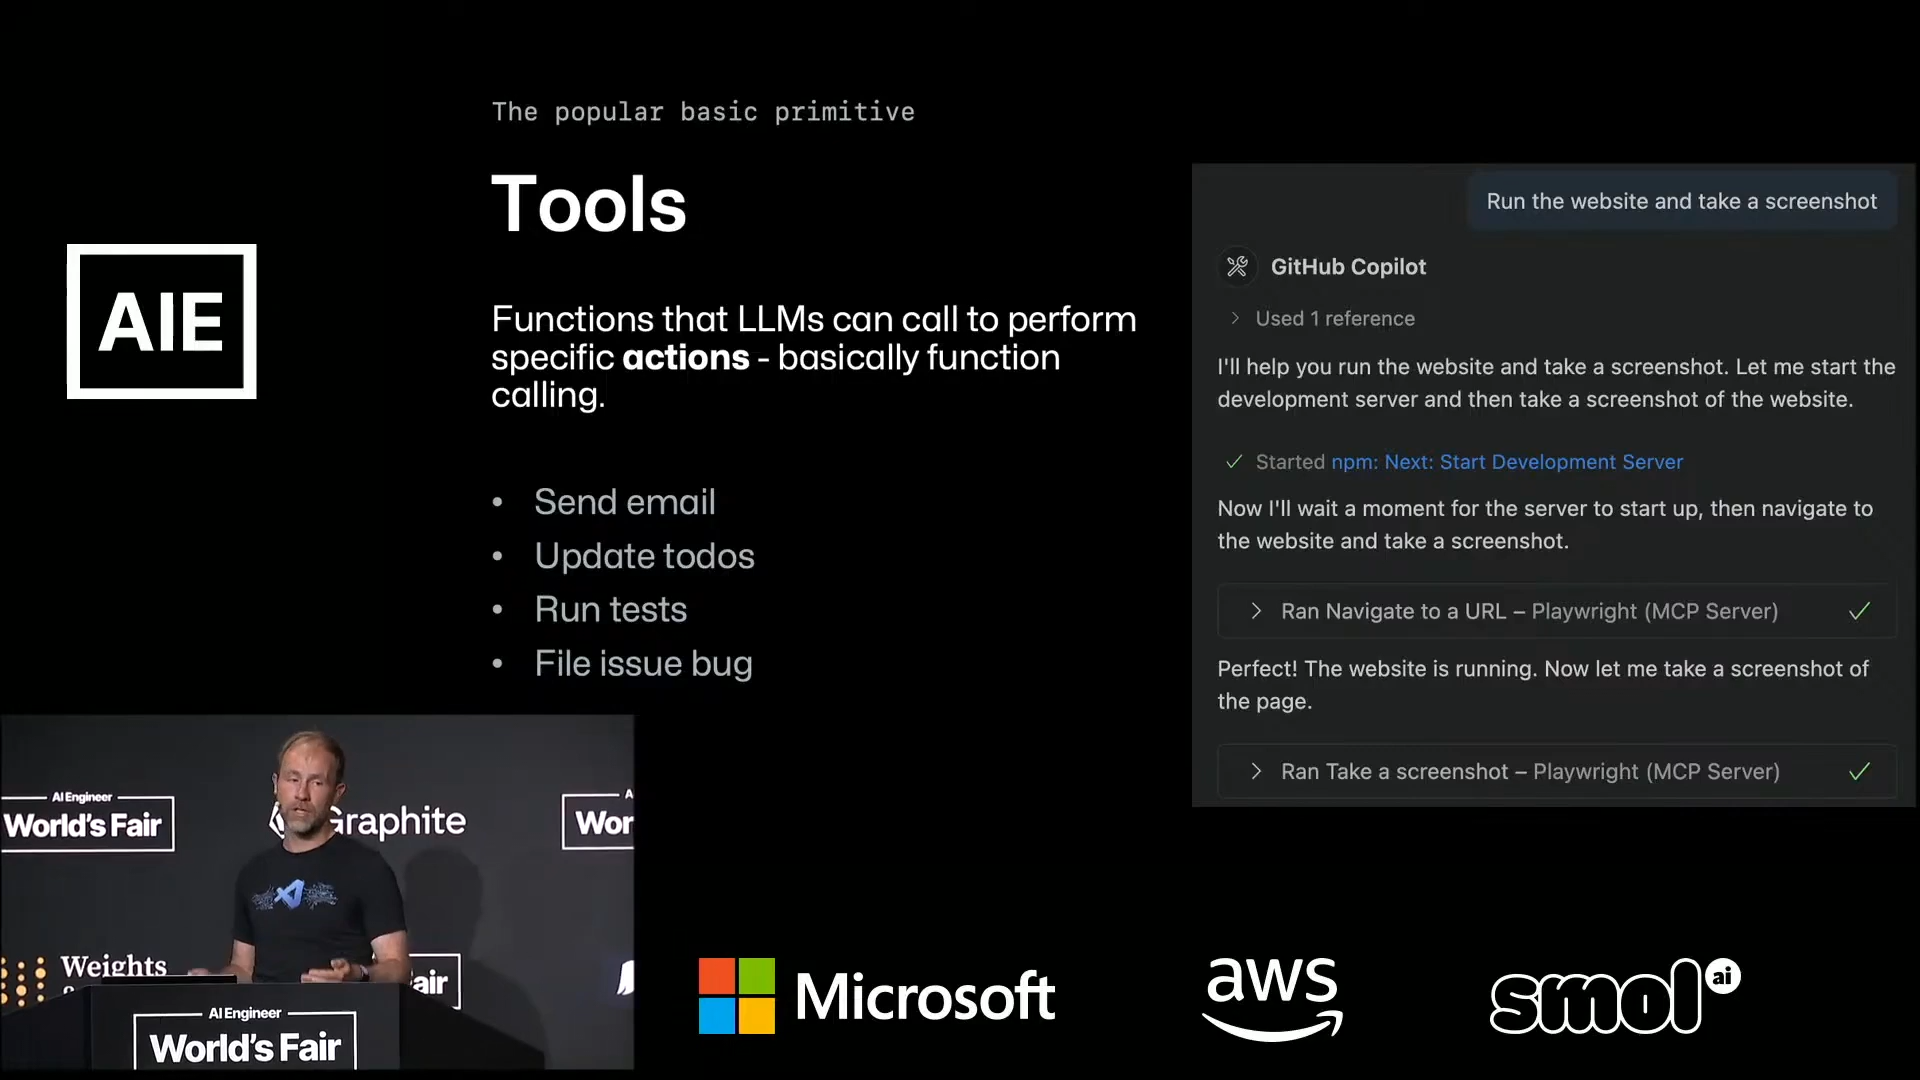 The popular basic primitive
Tools
AIE
Functions that LLMs can call to perform
specific actions - basically function
calling.
• Send email
• Update todos
• Run tests
• File issue bug
Run the website and take a screenshot
GitHub Copilot
Used 1 reference
I'll help you run the website and take a screenshot. Let me start the
development server and then take a screenshot of the website.
Started npm: Next: Start Development Server
Now I'll wait a moment for the server to start up, then navigate to
the website and take a screenshot.
Ran Navigate to a URL – Playwright (MCP Server)
Perfect! The website is running. Now let me take a screenshot of
the page.
Ran Take a screenshot – Playwright (MCP Server)
AI Engineer
World's Fair
Graphite
Wor
Weights
air
AI Engineer
World's Fair
Microsoft
aws
smol ai